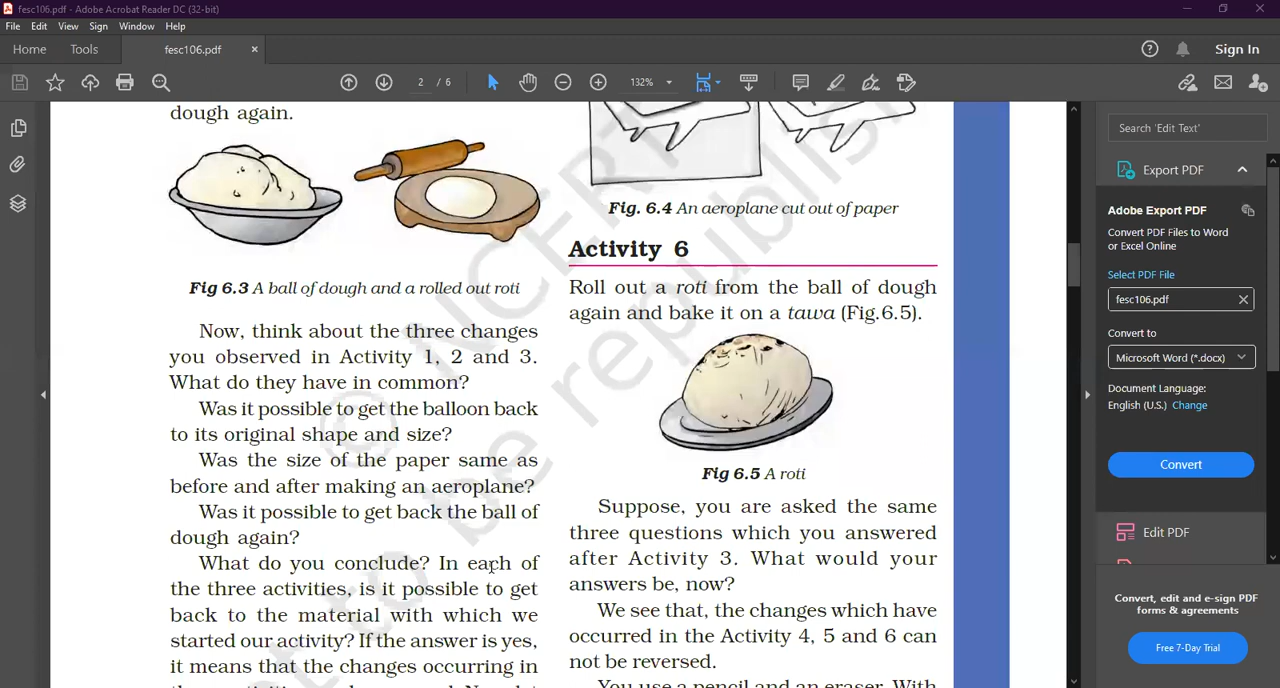 fesc106.pdf - Adobe Acrobat Reader DC (32-bit)
File Edit View Sign Window Help
Home Tools fesc106.pdf × Sign In
2 / 6 132%
dough again.
Fig 6.3 A ball of dough and a rolled out roti
Now, think about the three changes
you observed in Activity 1, 2 and 3.
What do they have in common?
Was it possible to get the balloon back
to its original shape and size?
Was the size of the paper same as
before and after making an aeroplane?
Was it possible to get back the ball of
dough again?
What do you conclude? In each of
the three activities, is it possible to get
back to the material with which we
started our activity? If the answer is yes,
it means that the changes occurring in
Fig. 6.4 An aeroplane cut out of paper
Activity 6
Roll out a roti from the ball of dough
again and bake it on a tawa (Fig.6.5).
Fig 6.5 A roti
Suppose, you are asked the same
three questions which you answered
after Activity 3. What would your
answers be, now?
We see that, the changes which have
occurred in the Activity 4, 5 and 6 can
not be reversed.
You use a pencil and an eraser. With
© NCERT
not to be republish
Search 'Edit Text'
Export PDF
Adobe Export PDF
Convert PDF Files to Word
or Excel Online
Select PDF File
fesc106.pdf
Convert to
Microsoft Word (*.docx)
Document Language:
English (U.S.) Change
Convert
Edit PDF
Convert, edit and e-sign PDF
forms & agreements
Free 7-Day Trial